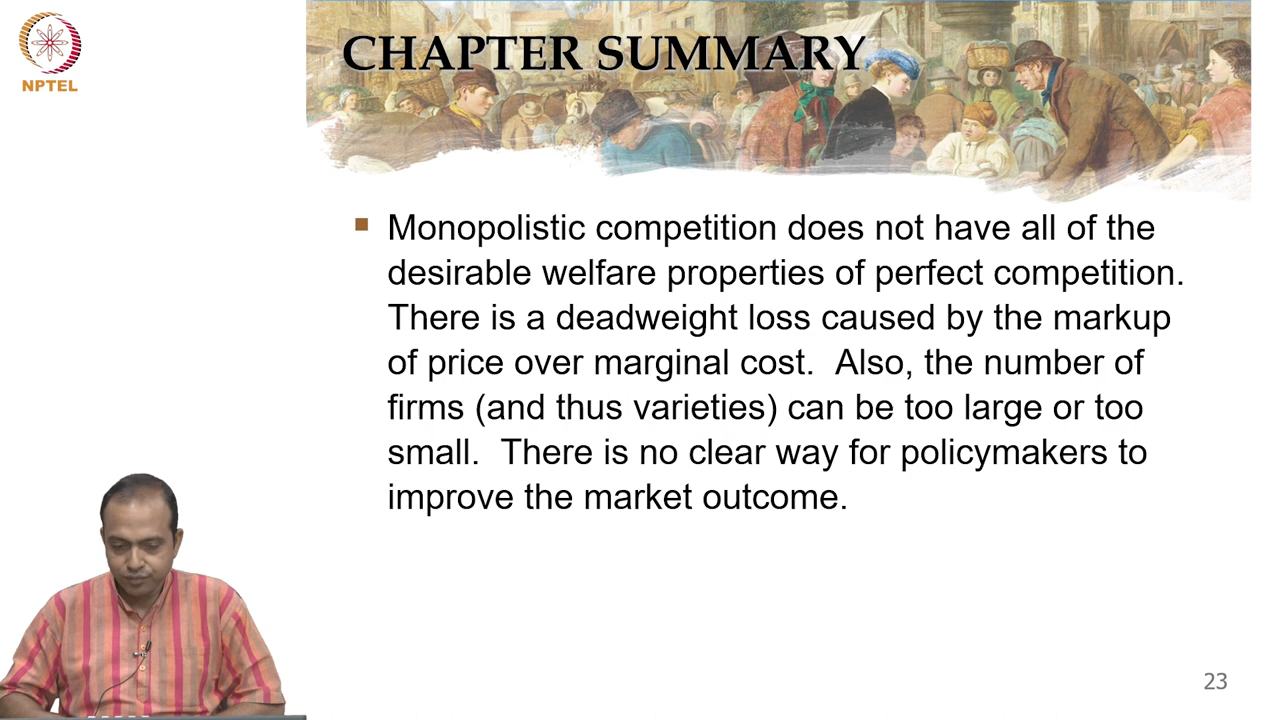 NPTEL
CHAPTER SUMMARY
Monopolistic competition does not have all of the
desirable welfare properties of perfect competition.
There is a deadweight loss caused by the markup
of price over marginal cost.  Also, the number of
firms (and thus varieties) can be too large or too
small.  There is no clear way for policymakers to
improve the market outcome.
23